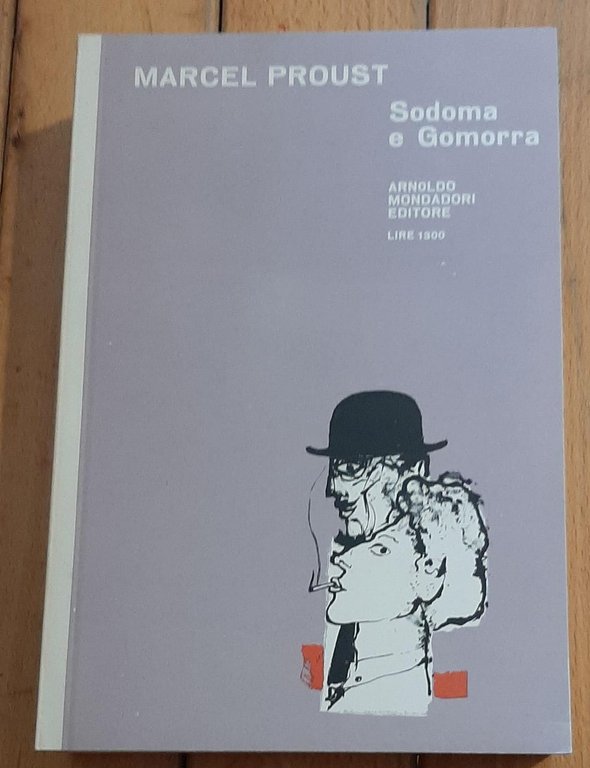 MARCEL PROUST
Sodoma
e Gomorra
ARNOLDO
MONDADORI
EDITORE
LIRE 1300